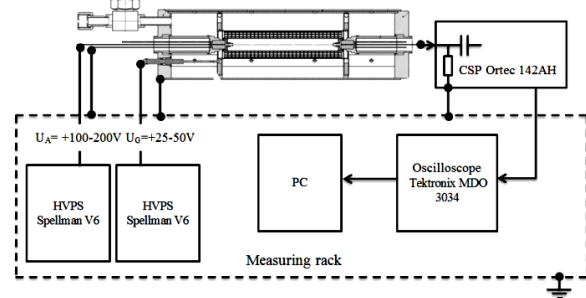 CSP Ortec 142AH
U_A= +100-200V U_G=+25-50V
HVPS
Spellman V6
HVPS
Spellman V6
PC
Oscilloscope
Tektronix MDO
3034
Measuring rack